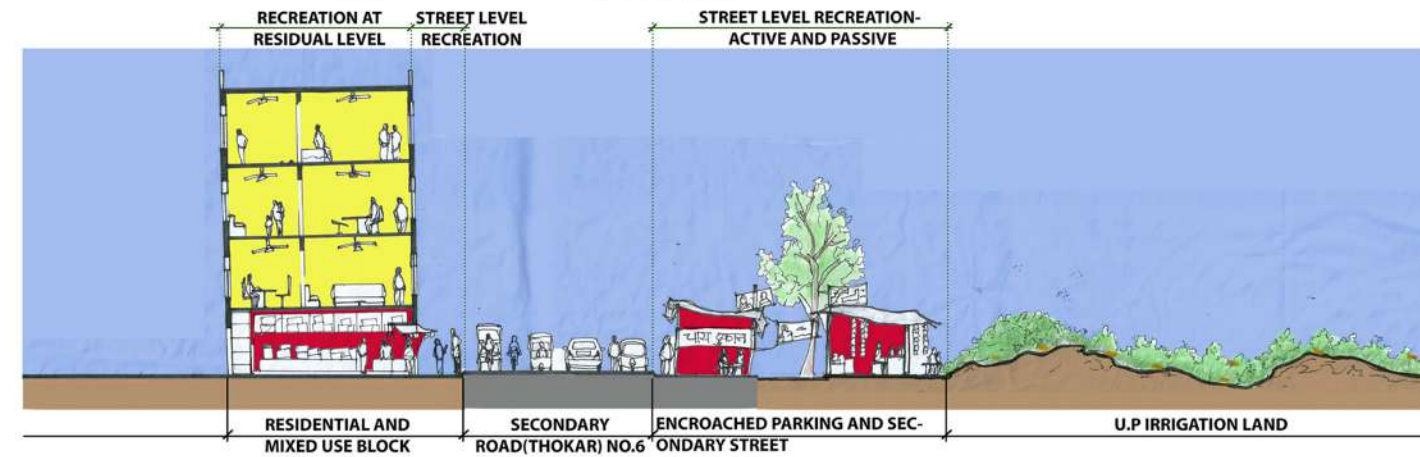 RECREATION AT
RESIDUAL LEVEL
STREET LEVEL
RECREATION
STREET LEVEL RECREATION-
ACTIVE AND PASSIVE
चाय दुकान
RESIDENTIAL AND
MIXED USE BLOCK
SECONDARY
ROAD(THOKAR) NO.6
ENCROACHED PARKING AND SEC-
ONDARY STREET
U.P IRRIGATION LAND